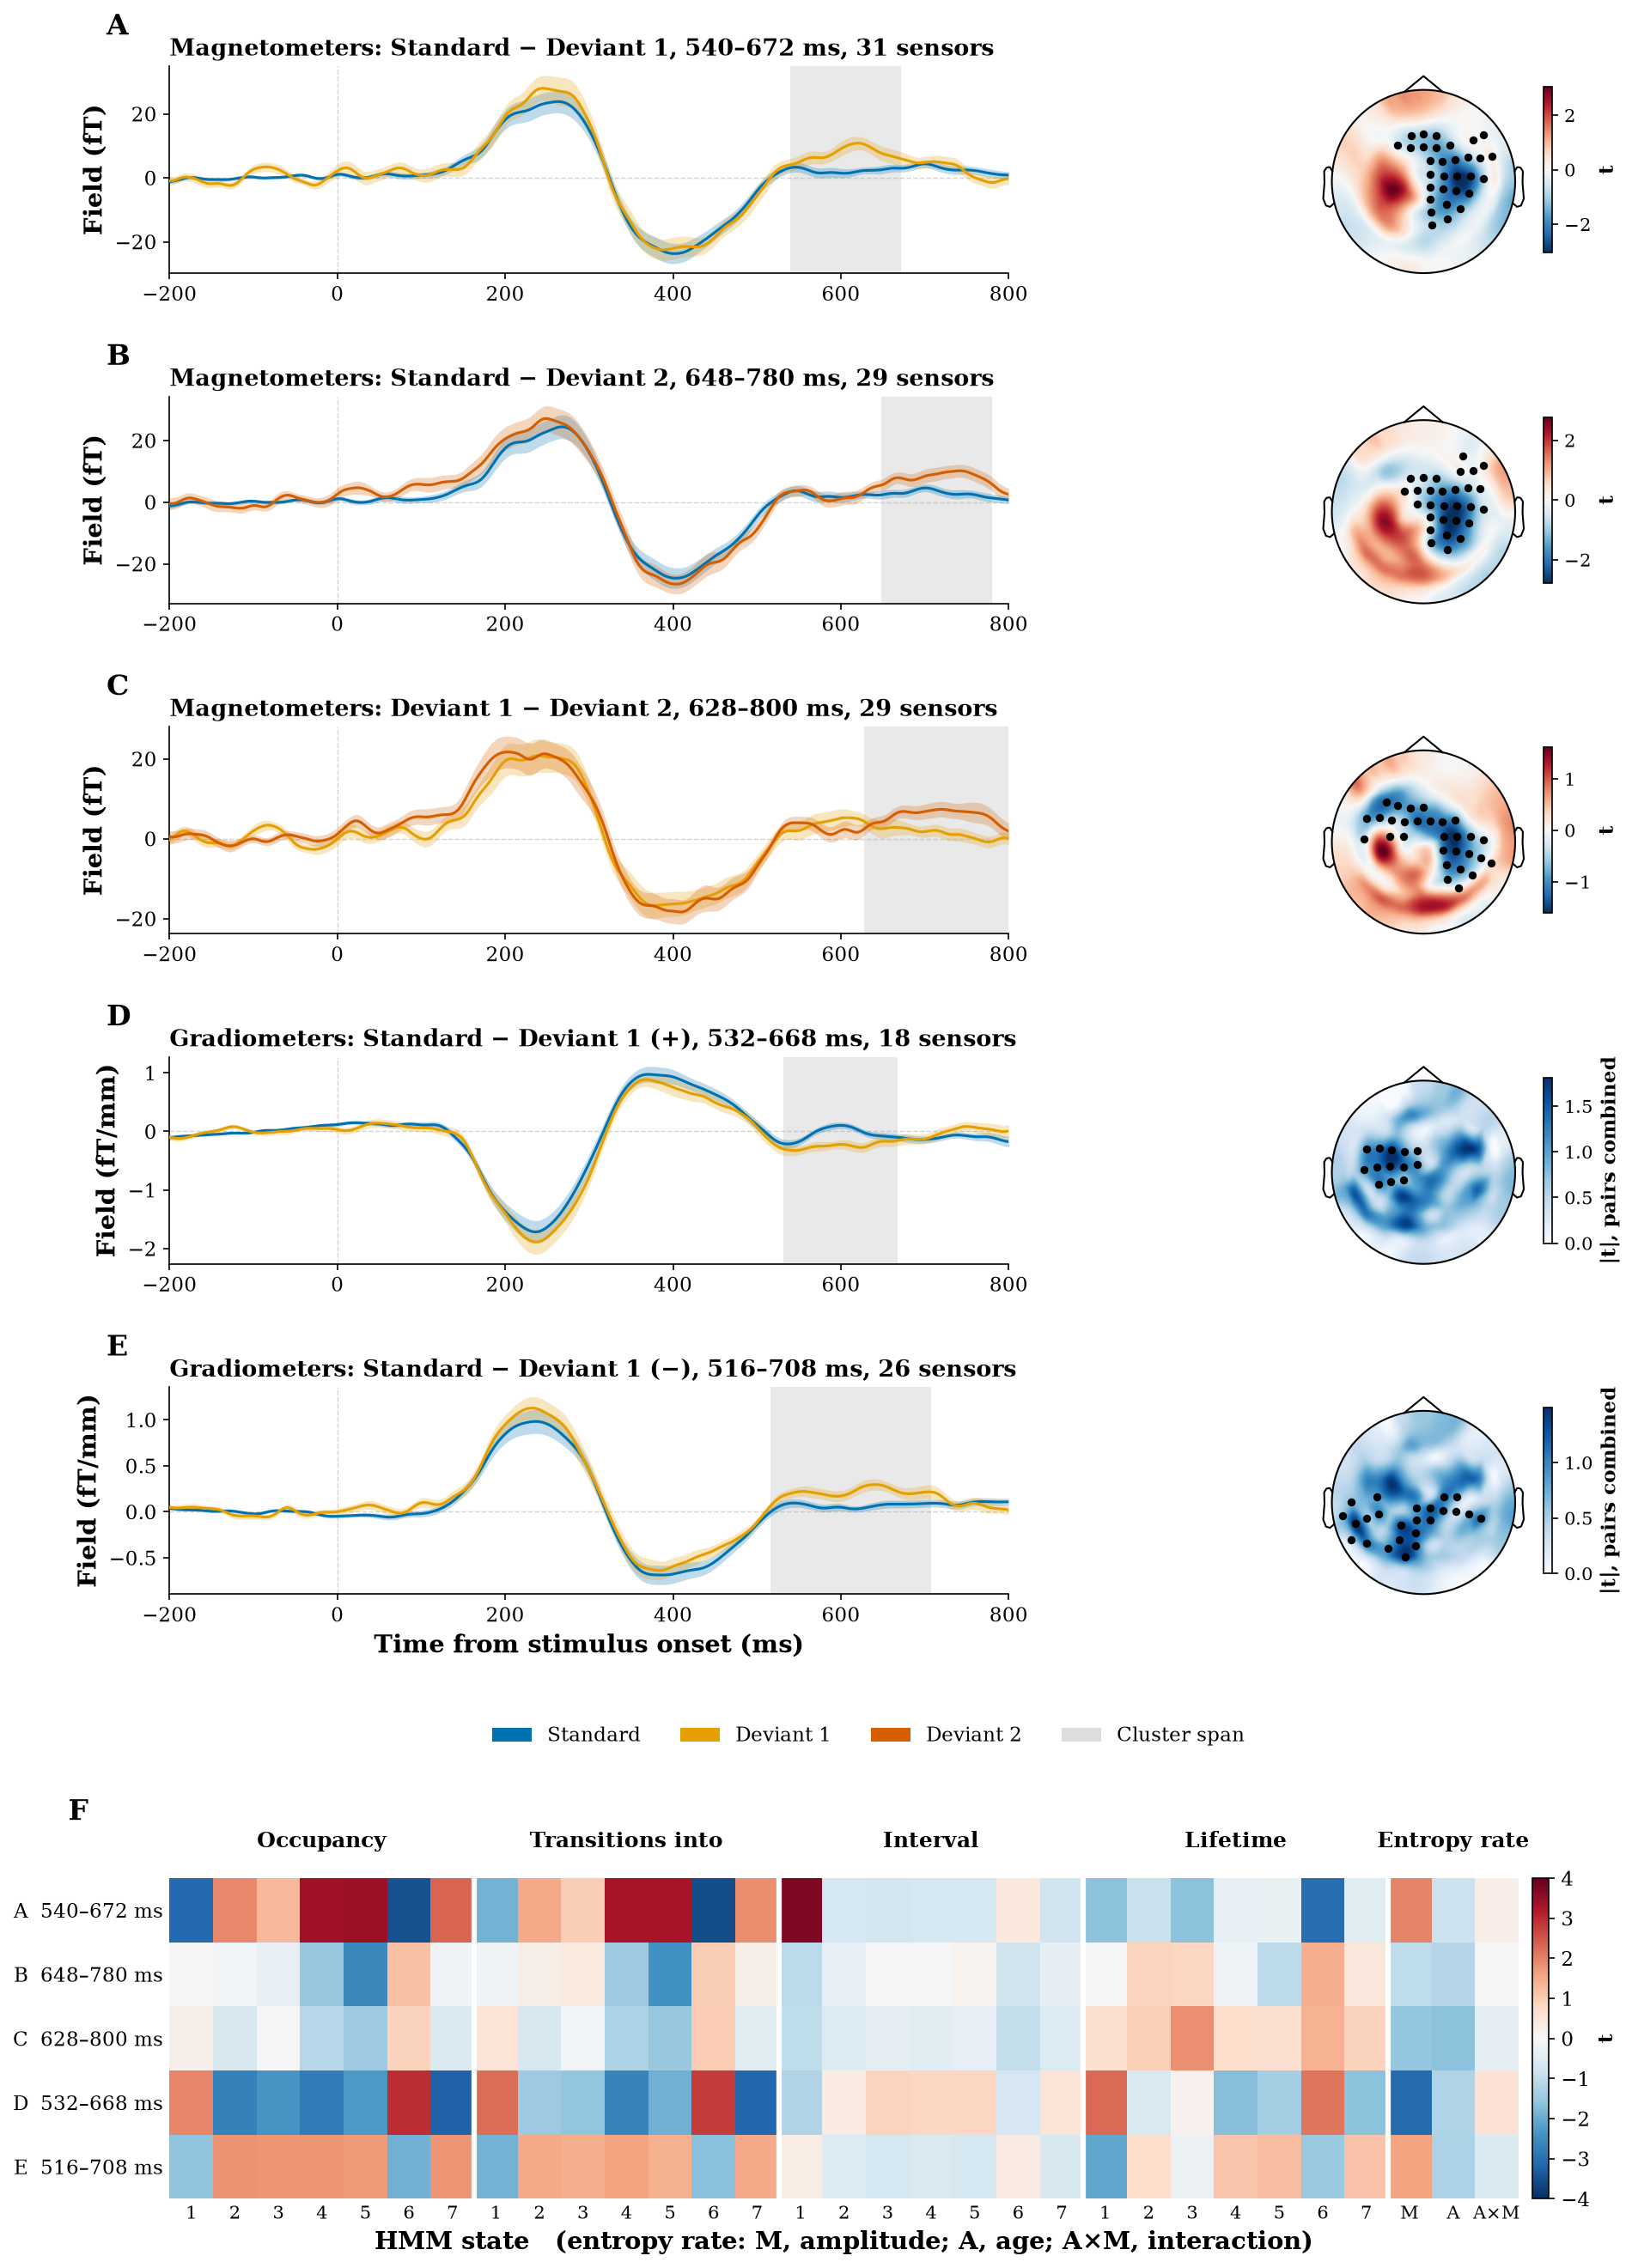 A
Magnetometers: Standard − Deviant 1, 540–672 ms, 31 sensors
Field (fT)
20
0
−20
−200 0 200 400 600 800
2
0
−2
t
B
Magnetometers: Standard − Deviant 2, 648–780 ms, 29 sensors
Field (fT)
20
0
−20
−200 0 200 400 600 800
2
0
−2
t
C
Magnetometers: Deviant 1 − Deviant 2, 628–800 ms, 29 sensors
Field (fT)
20
0
−20
−200 0 200 400 600 800
1
0
−1
t
D
Gradiometers: Standard − Deviant 1 (+), 532–668 ms, 18 sensors
Field (fT/mm)
1
0
−1
−2
−200 0 200 400 600 800
1.5
1.0
0.5
0.0
|t|, pairs combined
E
Gradiometers: Standard − Deviant 1 (−), 516–708 ms, 26 sensors
Field (fT/mm)
1.0
0.5
0.0
−0.5
−200 0 200 400 600 800
Time from stimulus onset (ms)
1.0
0.5
0.0
|t|, pairs combined
Standard Deviant 1 Deviant 2 Cluster span
F
Occupancy Transitions into Interval Lifetime Entropy rate
A 540–672 ms
B 648–780 ms
C 628–800 ms
D 532–668 ms
E 516–708 ms
1 2 3 4 5 6 7 1 2 3 4 5 6 7 1 2 3 4 5 6 7 1 2 3 4 5 6 7 M A A×M
HMM state (entropy rate: M, amplitude; A, age; A×M, interaction)
4
3
2
1
0
−1
−2
−3
−4
t